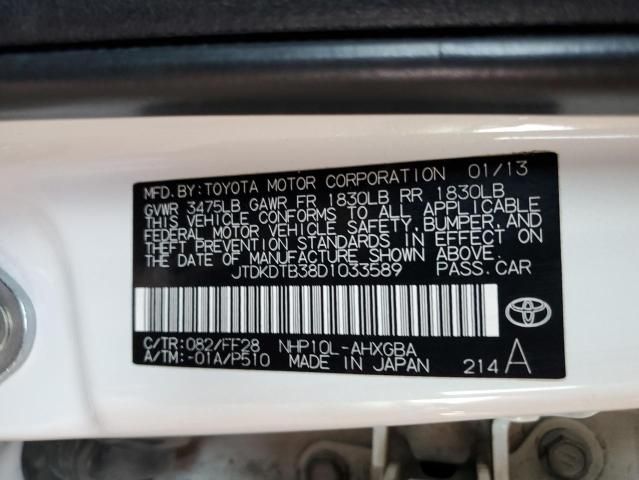 MFD.BY: TOYOTA MOTOR CORPORATION 01/13
GVWR 3475LB GAWR FR 1830LB RR 1830LB
THIS VEHICLE CONFORMS TO ALL APPLICABLE
FEDERAL MOTOR VEHICLE SAFETY, BUMPER, AND
THEFT PREVENTION STANDARDS IN EFFECT ON
THE DATE OF MANUFACTURE SHOWN ABOVE.
JTDKDTB38D1033589 PASS.CAR
C/TR: 082/FF28 NHP10L-AHXGBA
A/TM: -01A/P510 MADE IN JAPAN 214 A